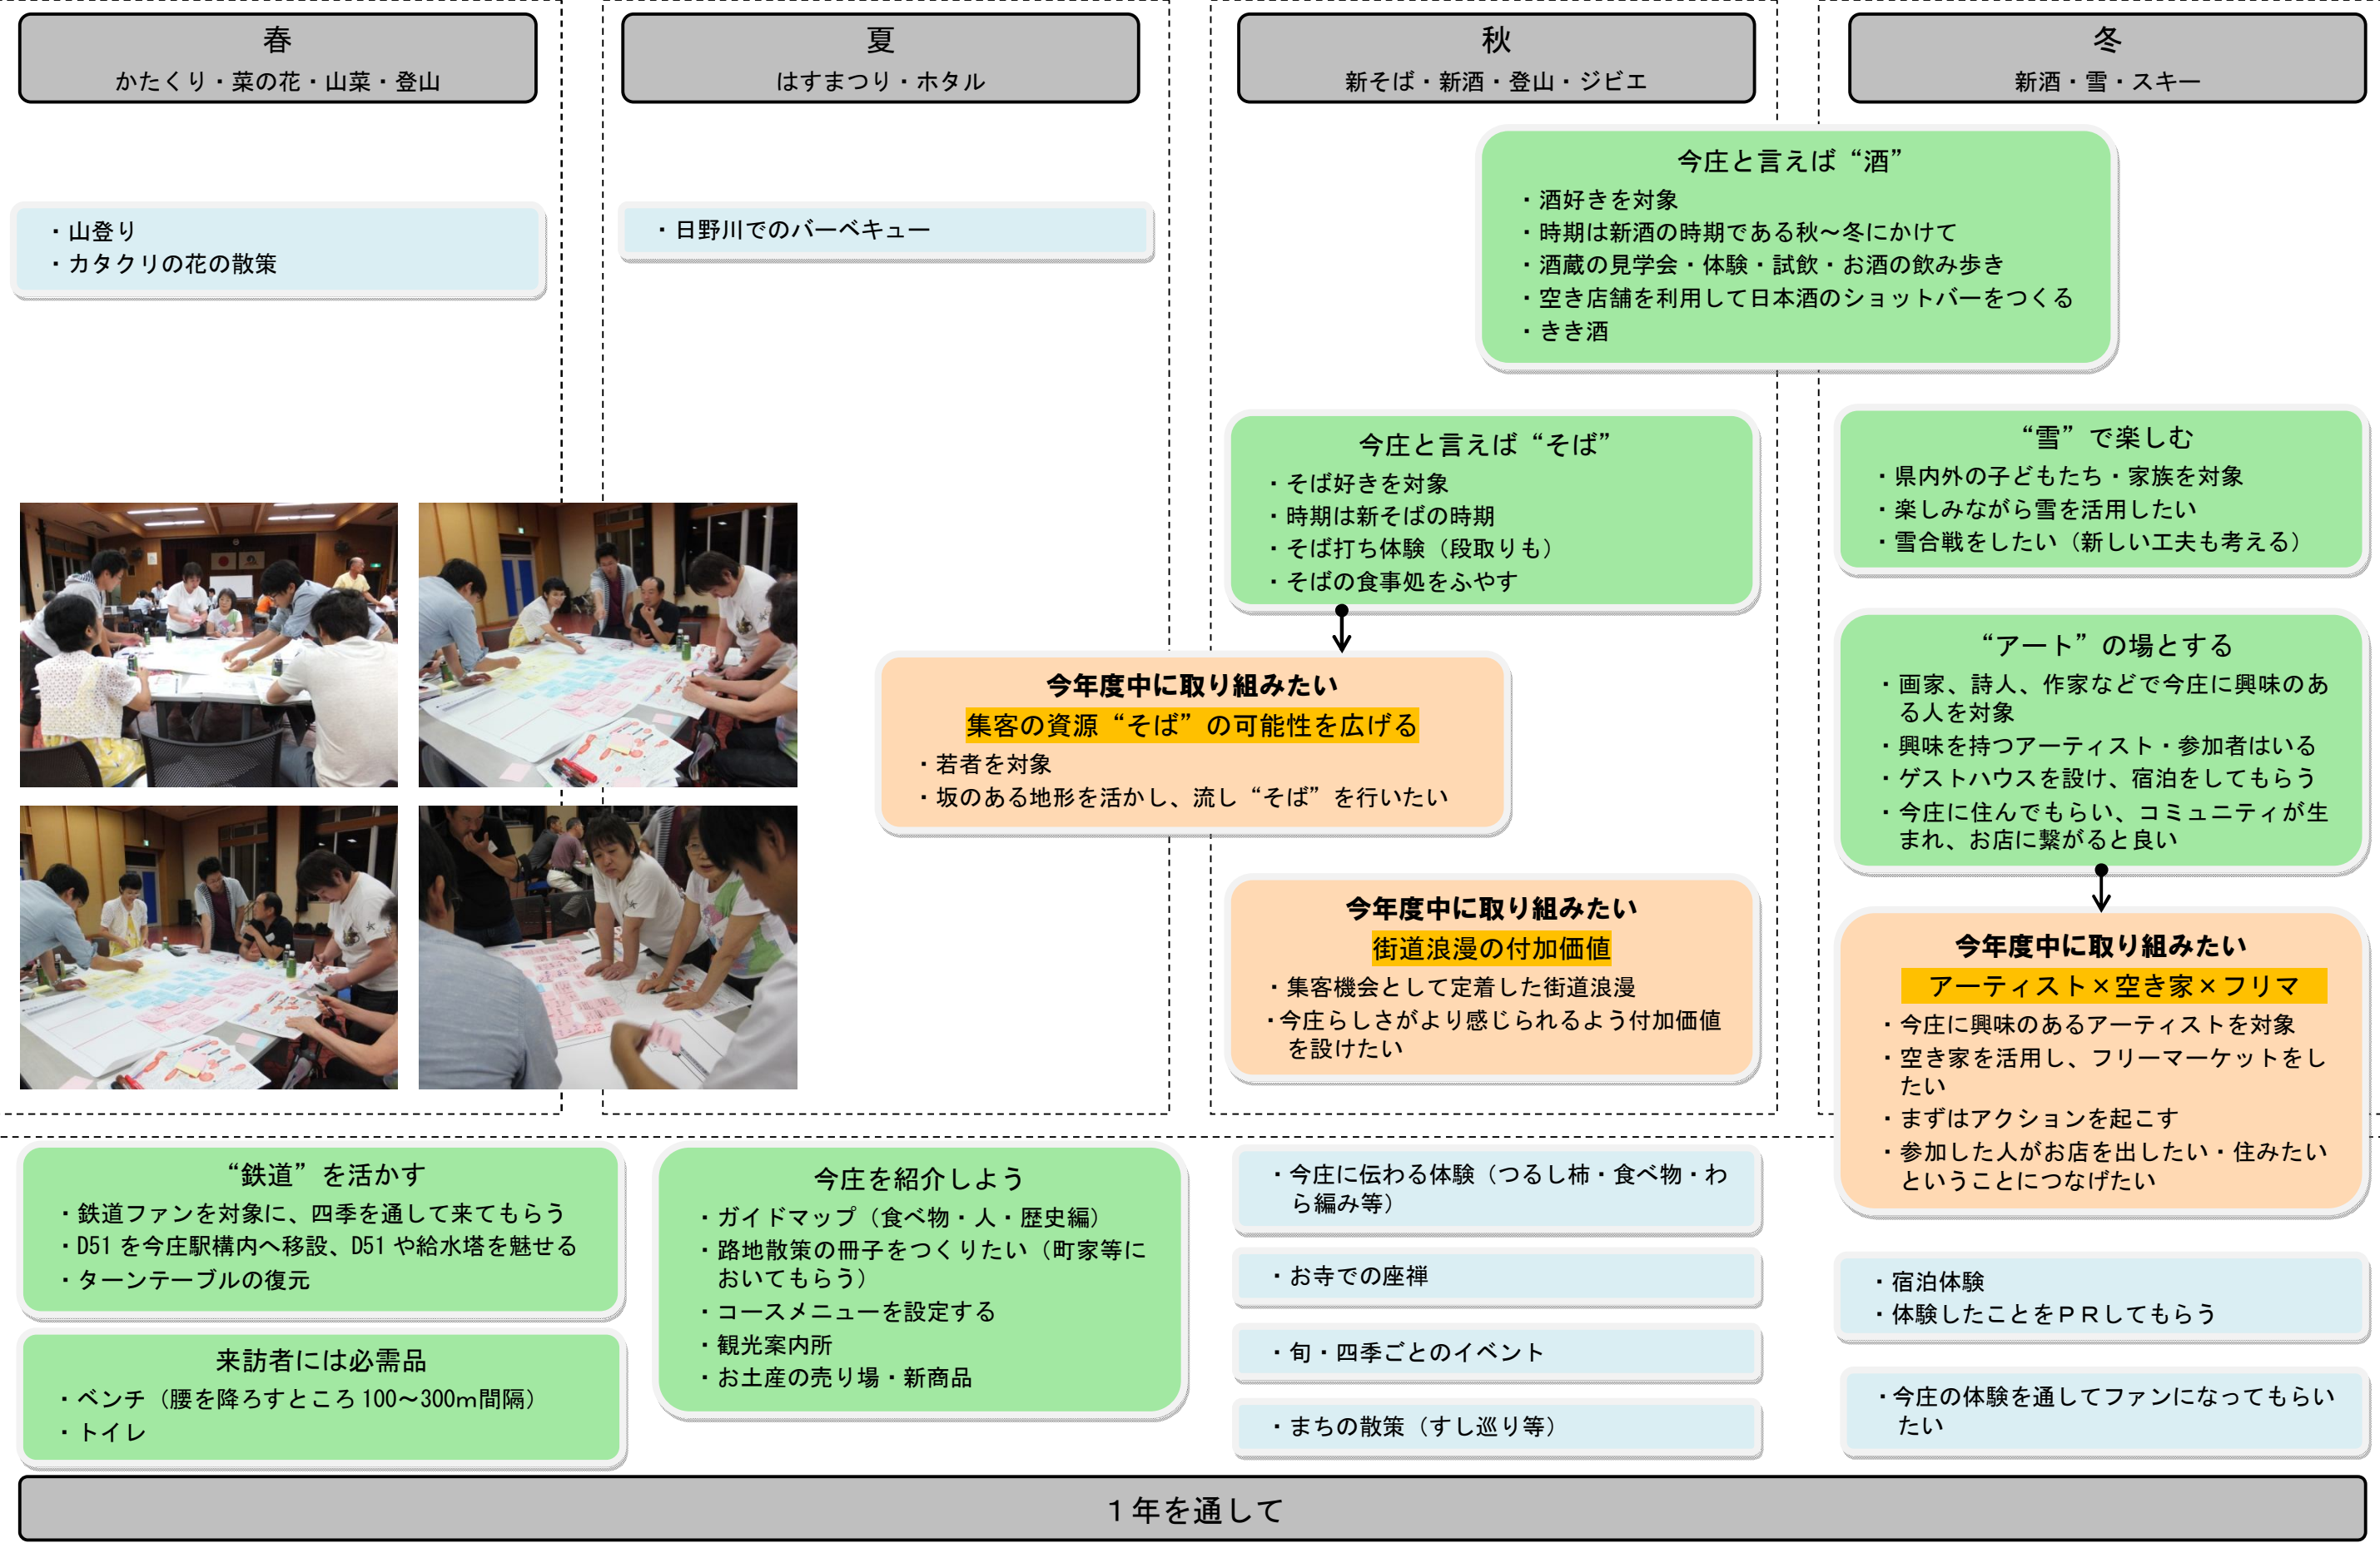 春
かたくり・菜の花・山菜・登山
夏
はすまつり・ホタル
秋
新そば・新酒・登山・ジビエ
冬
新酒・雪・スキー
・山登り
・カタクリの花の散策
・日野川でのバーベキュー
今庄と言えば“酒”
・酒好きを対象
・時期は新酒の時期である秋～冬にかけて
・酒蔵の見学会・体験・試飲・お酒の飲み歩き
・空き店舗を利用して日本酒のショットバーをつくる
・きき酒
今庄と言えば“そば”
・そば好きを対象
・時期は新そばの時期
・そば打ち体験（段取りも）
・そばの食事処をふやす
“雪”で楽しむ
・県内外の子どもたち・家族を対象
・楽しみながら雪を活用したい
・雪合戦をしたい（新しい工夫も考える）
今年度中に取り組みたい
集客の資源“そば”の可能性を広げる
・若者を対象
・坂のある地形を活かし、流し“そば”を行いたい
“アート”の場とする
・画家、詩人、作家などで今庄に興味のあ
る人を対象
・興味を持つアーティスト・参加者はいる
・ゲストハウスを設け、宿泊をしてもらう
・今庄に住んでもらい、コミュニティが生
まれ、お店に繋がると良い
今年度中に取り組みたい
街道浪漫の付加価値
・集客機会として定着した街道浪漫
・今庄らしさがより感じられるよう付加価値
を設けたい
今年度中に取り組みたい
アーティスト×空き家×フリマ
・今庄に興味のあるアーティストを対象
・空き家を活用し、フリーマーケットをし
たい
・まずはアクションを起こす
・参加した人がお店を出したい・住みたい
ということにつなげたい
“鉄道”を活かす
・鉄道ファンを対象に、四季を通して来てもらう
・D51を今庄駅構内へ移設、D51や給水塔を魅せる
・ターンテーブルの復元
来訪者には必需品
・ベンチ（腰を降ろすところ100～300ｍ間隔）
・トイレ
今庄を紹介しよう
・ガイドマップ（食べ物・人・歴史編）
・路地散策の冊子をつくりたい（町家等に
おいてもらう）
・コースメニューを設定する
・観光案内所
・お土産の売り場・新商品
・今庄に伝わる体験（つるし柿・食べ物・わ
ら編み等）
・お寺での座禅
・旬・四季ごとのイベント
・まちの散策（すし巡り等）
・宿泊体験
・体験したことをＰＲしてもらう
・今庄の体験を通してファンになってもらい
たい
１年を通して